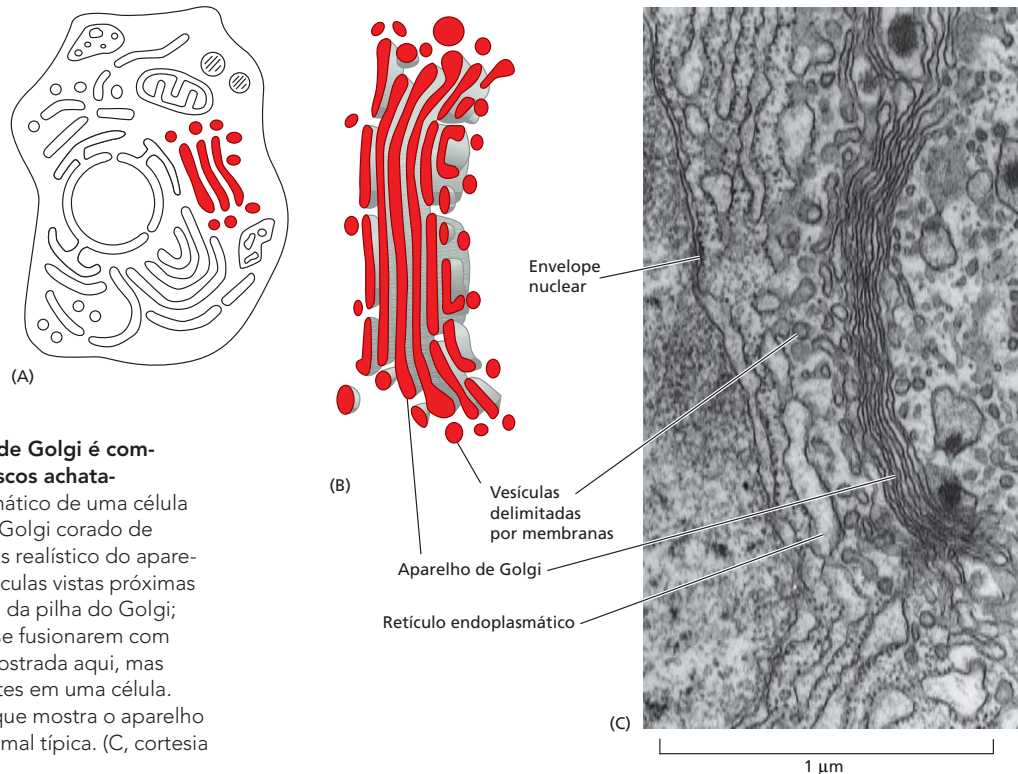 (A)
(B)
Envelope
nuclear
Vesículas
delimitadas
por membranas
Aparelho de Golgi
Retículo endoplasmático
(C)
1 µm
de Golgi é com-
scos achata-
mático de uma célula
Golgi corado de
s realístico do apare-
culas vistas próximas
da pilha do Golgi;
se fusionarem com
ostrada aqui, mas
tes em uma célula.
que mostra o aparelho
mal típica. (C, cortesia